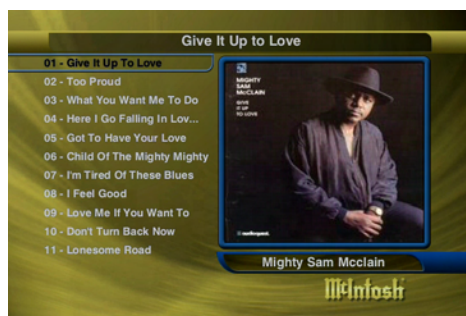 Give It Up to Love
01 - Give It Up To Love
02 - Too Proud
03 - What You Want Me To Do
04 - Here I Go Falling In Lov...
05 - Got To Have Your Love
06 - Child Of The Mighty Mighty
07 - I'm Tired Of These Blues
08 - I Feel Good
09 - Love Me If You Want To
10 - Don't Turn Back Now
11 - Lonesome Road
MIGHTY
SAM
McCLAIN
GIVE
IT UP
TO LOVE
audioquest.
Mighty Sam Mcclain
McIntosh